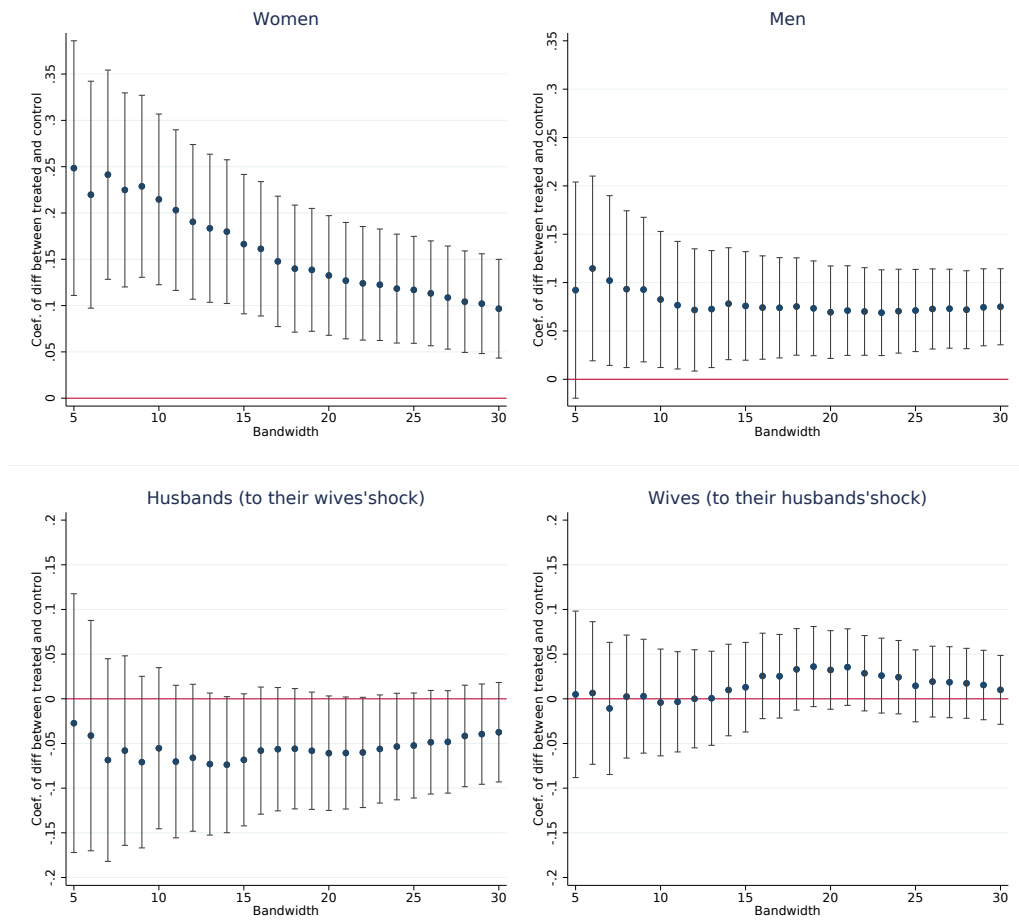 Women
Coef. of diff between treated and control
0 .05 .1 .15 .2 .25 .3 .35
5 10 15 20 25 30
Bandwidth
Men
Coef. of diff between treated and control
0 .05 .1 .15 .2 .25 .3 .35
5 10 15 20 25 30
Bandwidth
Husbands (to their wives'shock)
Coef. of diff between treated and control
-.2 -.15 -.1 -.05 0 .05 .1 .15 .2
5 10 15 20 25 30
Bandwidth
Wives (to their husbands'shock)
Coef. of diff between treated and control
-.2 -.15 -.1 -.05 0 .05 .1 .15 .2
5 10 15 20 25 30
Bandwidth